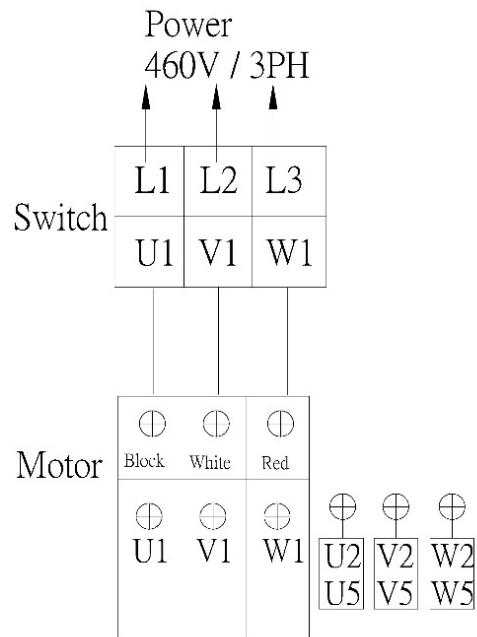 Power
460V / 3PH
L1 L2 L3
Switch
U1 V1 W1
Motor
Block White Red
U1 V1 W1
U2 V2 W2
U5 V5 W5